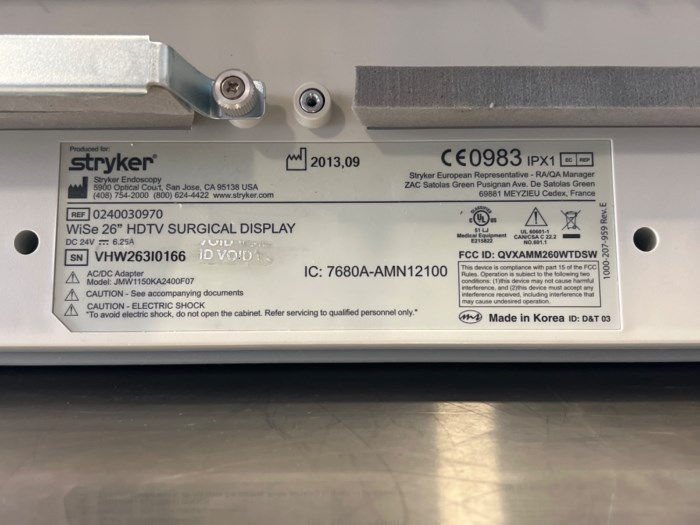 Produced for:
stryker®
Stryker Endoscopy
5900 Optical Court, San Jose, CA 95138 USA
(408) 754-2000 (800) 624-4422 www.stryker.com
2013,09
CE0983 IPX1 EC REP
Stryker European Representative - RA/QA Manager
ZAC Satolas Green Pusignan Ave. De Satolas Green
69881 MEYZIEU Cedex, France
REF 0240030970
WiSe 26" HDTV SURGICAL DISPLAY
DC 24V ⎓ 6.25A
SN VHW263I0166
VOID
ID VOID
AC/DC Adapter
Model: JMW1150KA2400F07
CAUTION - See accompanying documents
CAUTION - ELECTRIC SHOCK
"To avoid electric shock, do not open the cabinet. Refer servicing to qualified personnel only."
IC: 7680A-AMN12100
c UL US
Medical Equipment
E215822
UL 60601-1
CAN/CSA C 22.2
NO.601.1
FCC ID: QVXAMM260WTDSW
This device is compliance with part 15 of the FCC
Rules. Operation is subject to the following two
conditions: (1)this device may not cause harmful
interference, and (2)this device must accept any
interference received, including interference that
may cause undesired operation.
Made in Korea ID: D&T 03
1000-207-959 Rev.E